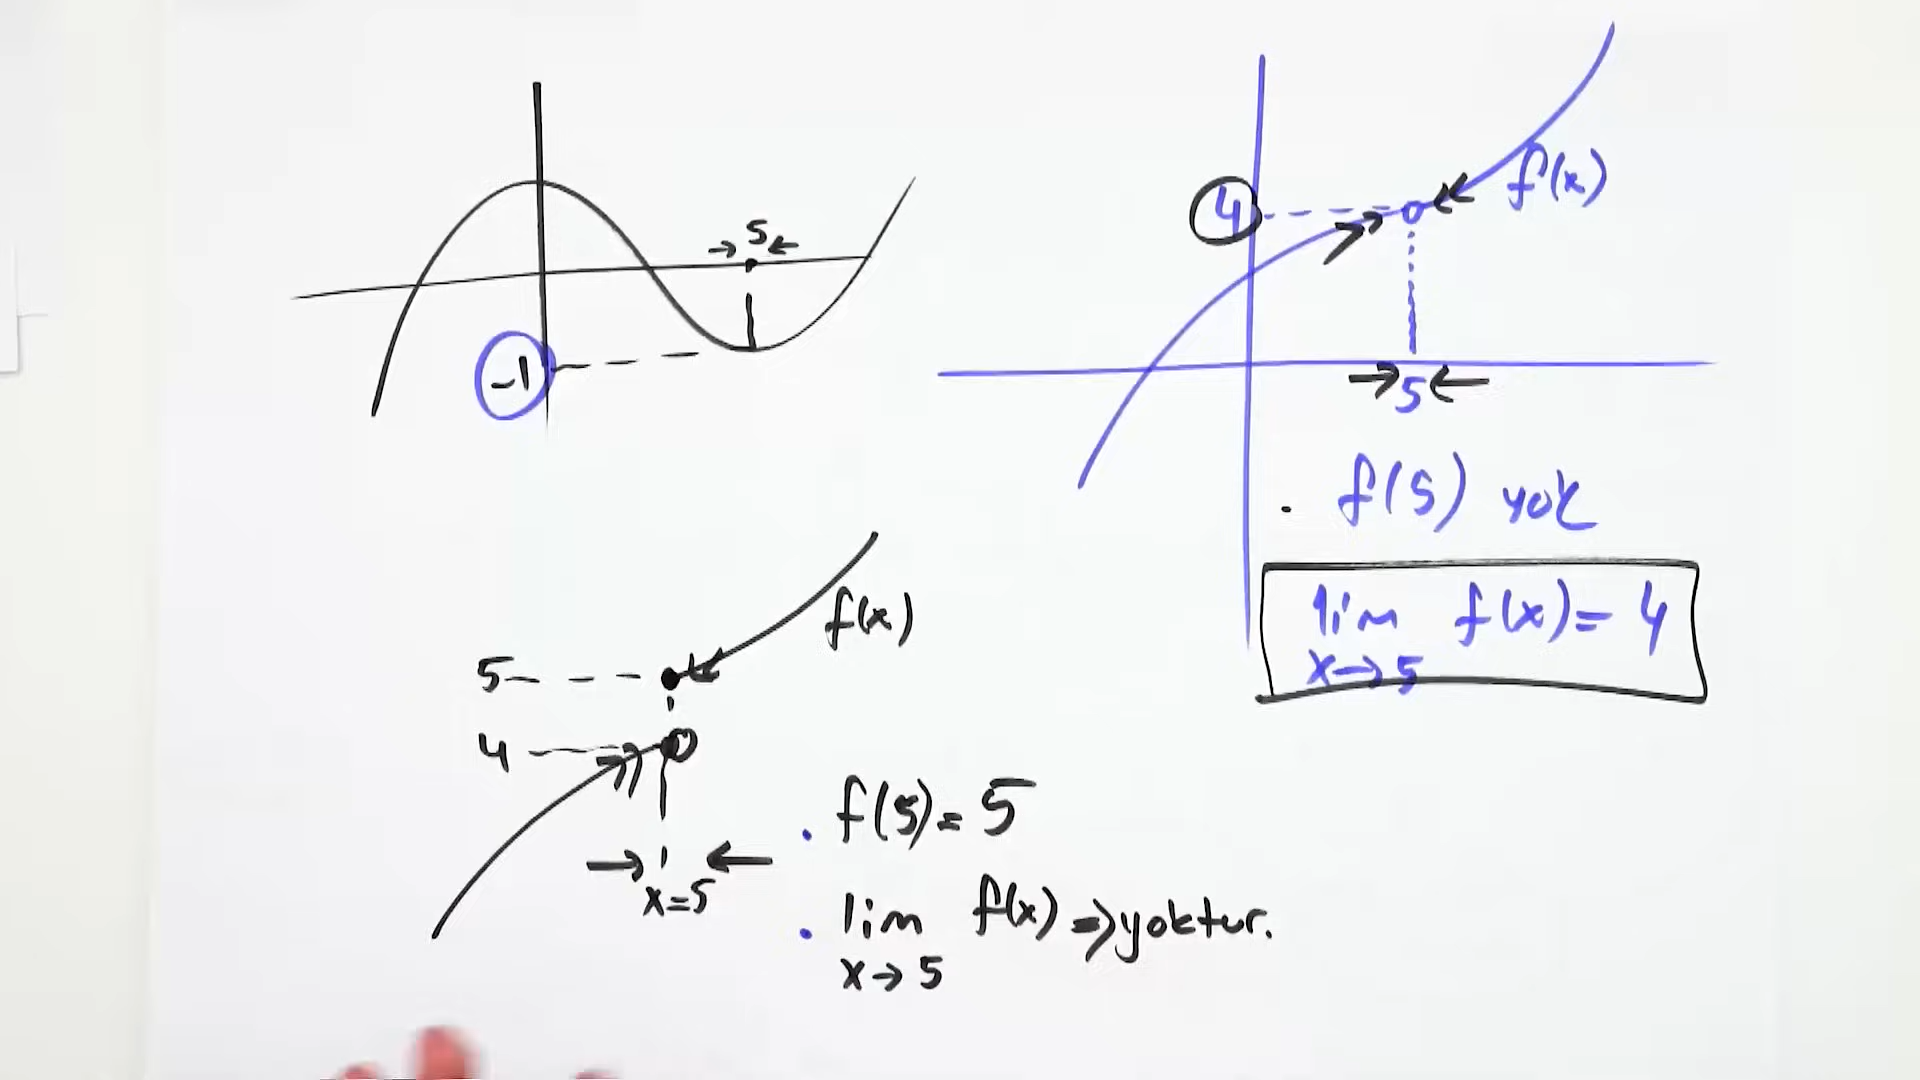 5
-1
4
f(x)
5
f(5) yok
lim f(x) = 4
x→5
f(x)
5
4
x=5
. f(5) = 5
. lim f(x) ⇒ yoktur.
x→5